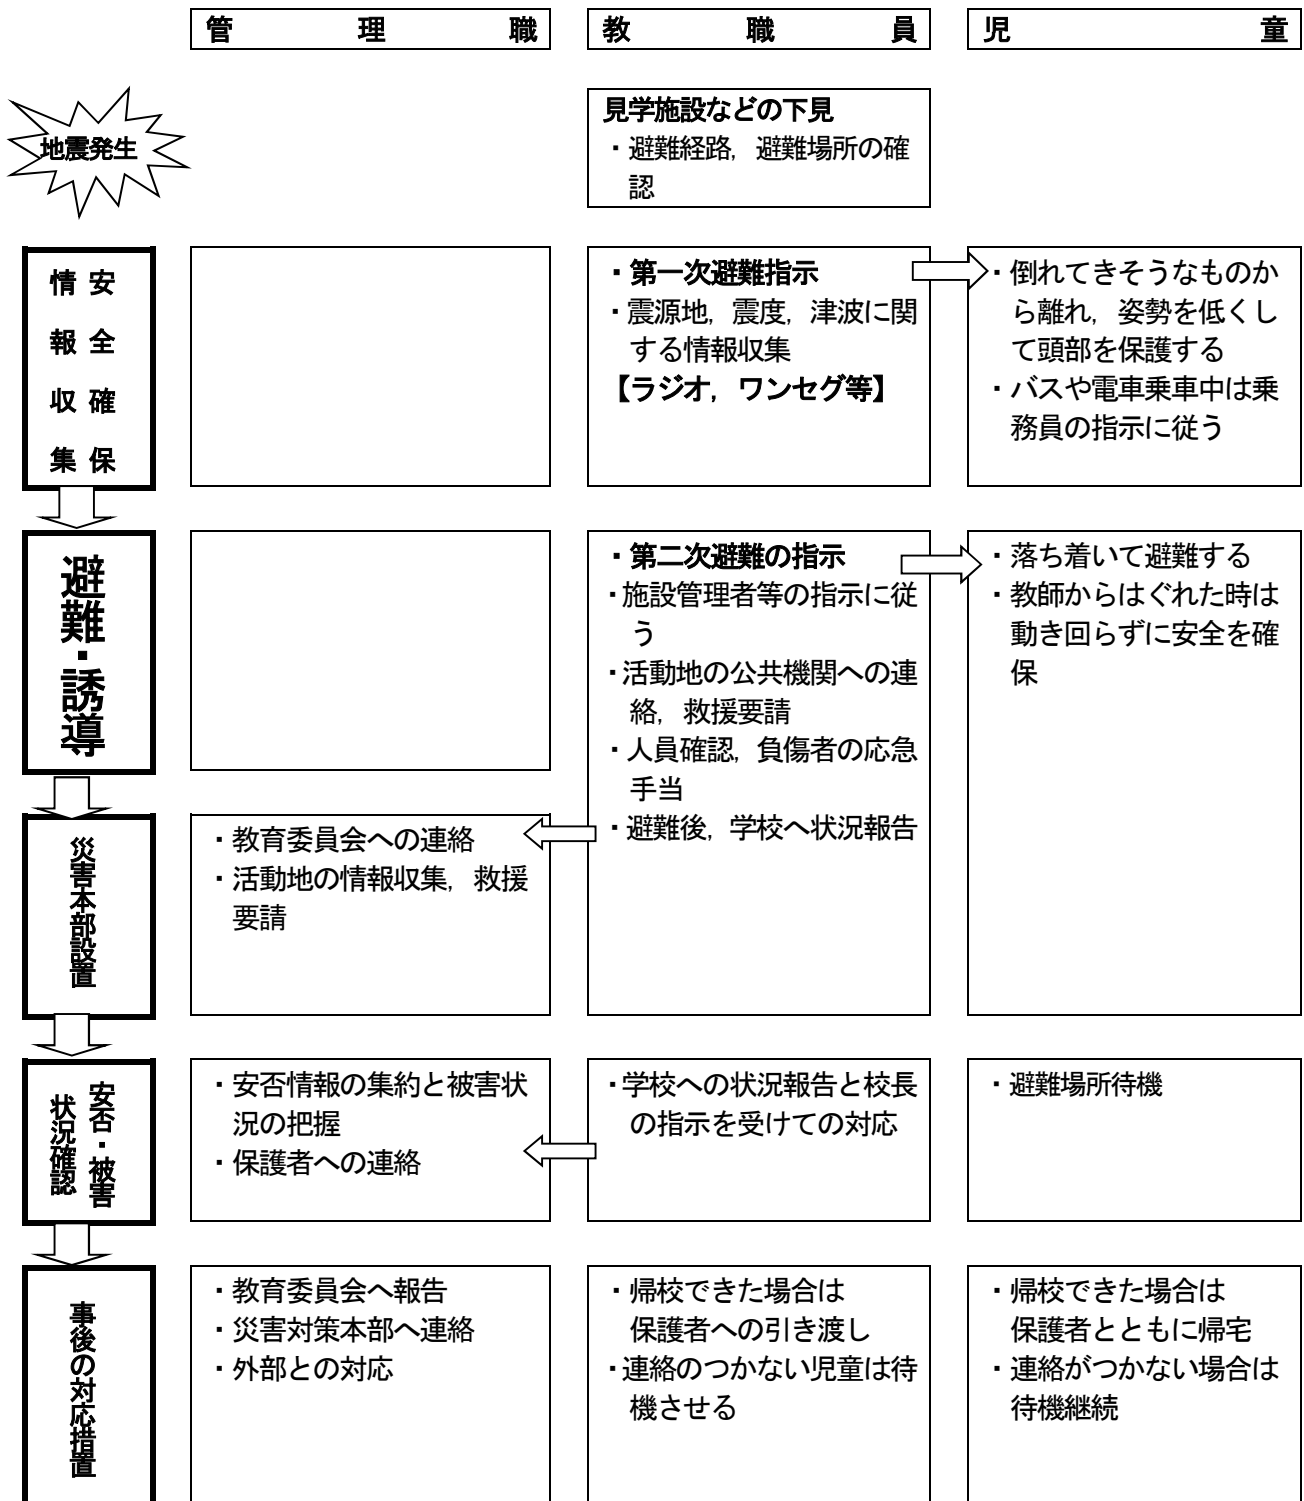 管理職
教職員
児童
見学施設などの下見
・避難経路，避難場所の確
認
地震発生
安全確保
情報収集
・第一次避難指示
・震源地，震度，津波に関
する情報収集
【ラジオ，ワンセグ等】
・倒れてきそうなものか
ら離れ，姿勢を低くし
て頭部を保護する
・バスや電車乗車中は乗
務員の指示に従う
避難・誘導
・第二次避難の指示
・施設管理者等の指示に従
う
・活動地の公共機関への連
絡，救援要請
・人員確認，負傷者の応急
手当
・避難後，学校へ状況報告
・落ち着いて避難する
・教師からはぐれた時は
動き回らずに安全を確
保
災害本部設置
・教育委員会への連絡
・活動地の情報収集，救援
要請
安否・被害
状況確認
・安否情報の集約と被害状
況の把握
・保護者への連絡
・学校への状況報告と校長
の指示を受けての対応
・避難場所待機
事後の対応措置
・教育委員会へ報告
・災害対策本部へ連絡
・外部との対応
・帰校できた場合は
保護者への引き渡し
・連絡のつかない児童は待
機させる
・帰校できた場合は
保護者とともに帰宅
・連絡がつかない場合は
待機継続